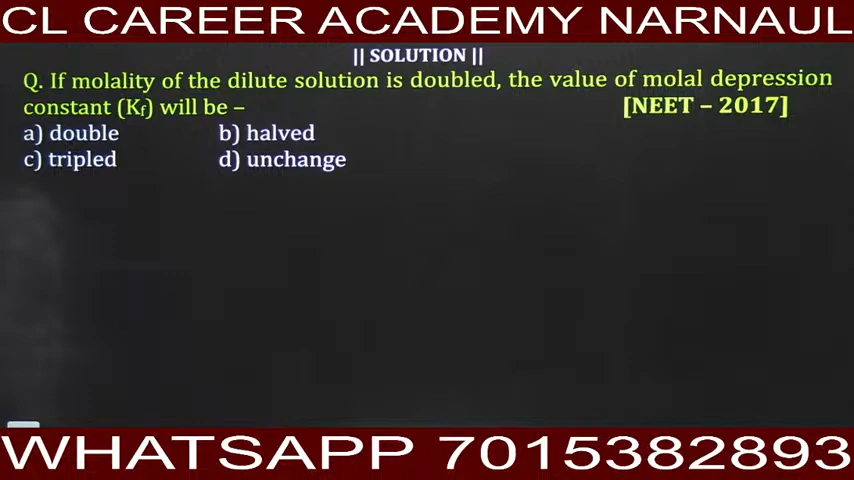 CL CAREER ACADEMY NARNAUL
|| SOLUTION ||
Q. If molality of the dilute solution is doubled, the value of molal depression
constant (Kf) will be – [NEET – 2017]
a) double b) halved
c) tripled d) unchange
WHATSAPP 7015382893